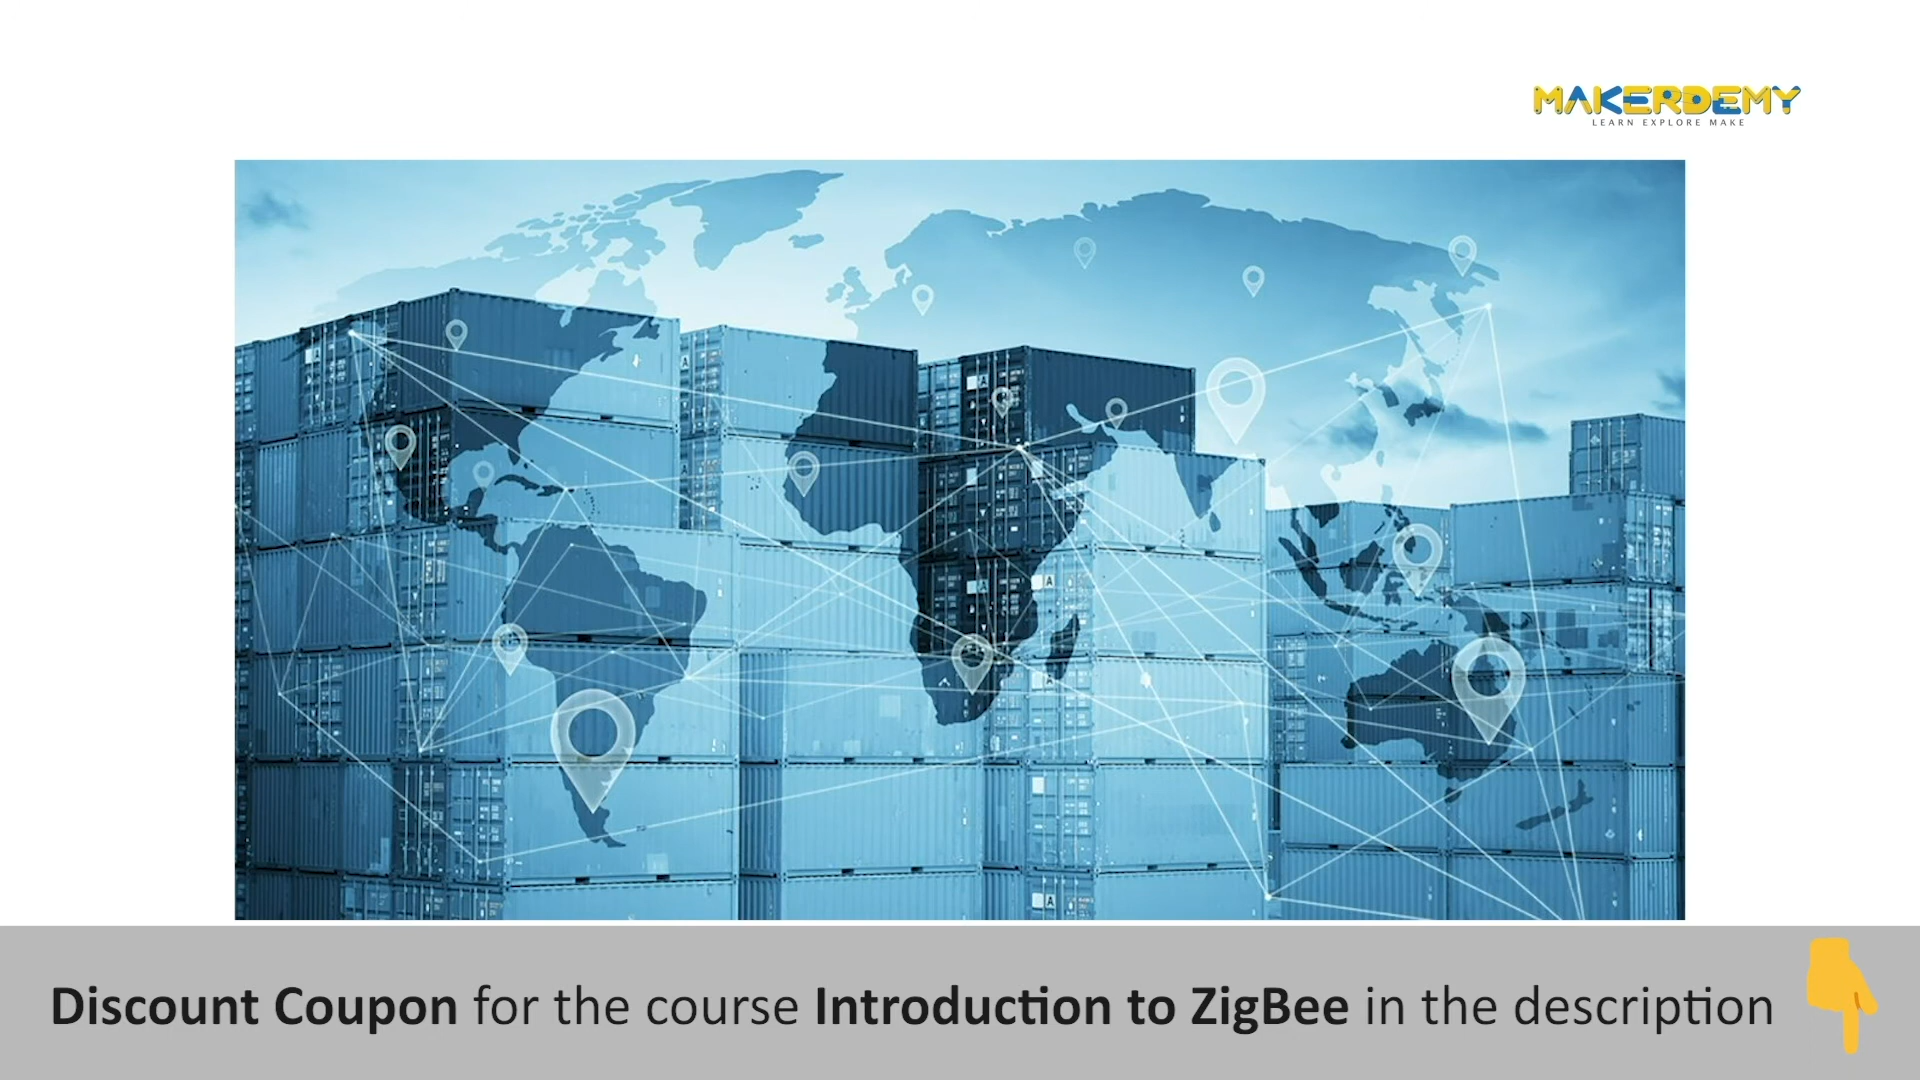 MAKERDEMY
LEARN EXPLORE MAKE
Discount Coupon for the course Introduction to ZigBee in the description